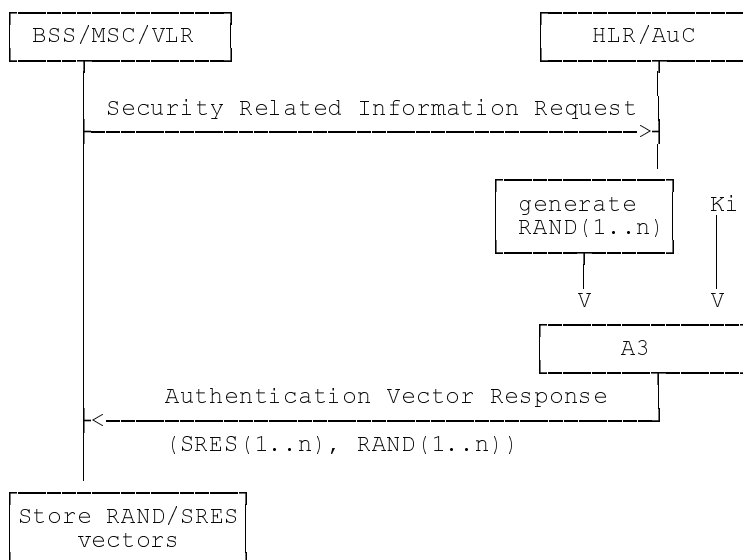 BSS/MSC/VLR
HLR/AuC
Security Related Information Request
generate
RAND(1..n)
Ki
V
V
A3
Authentication Vector Response
(SRES(1..n), RAND(1..n))
Store RAND/SRES
vectors